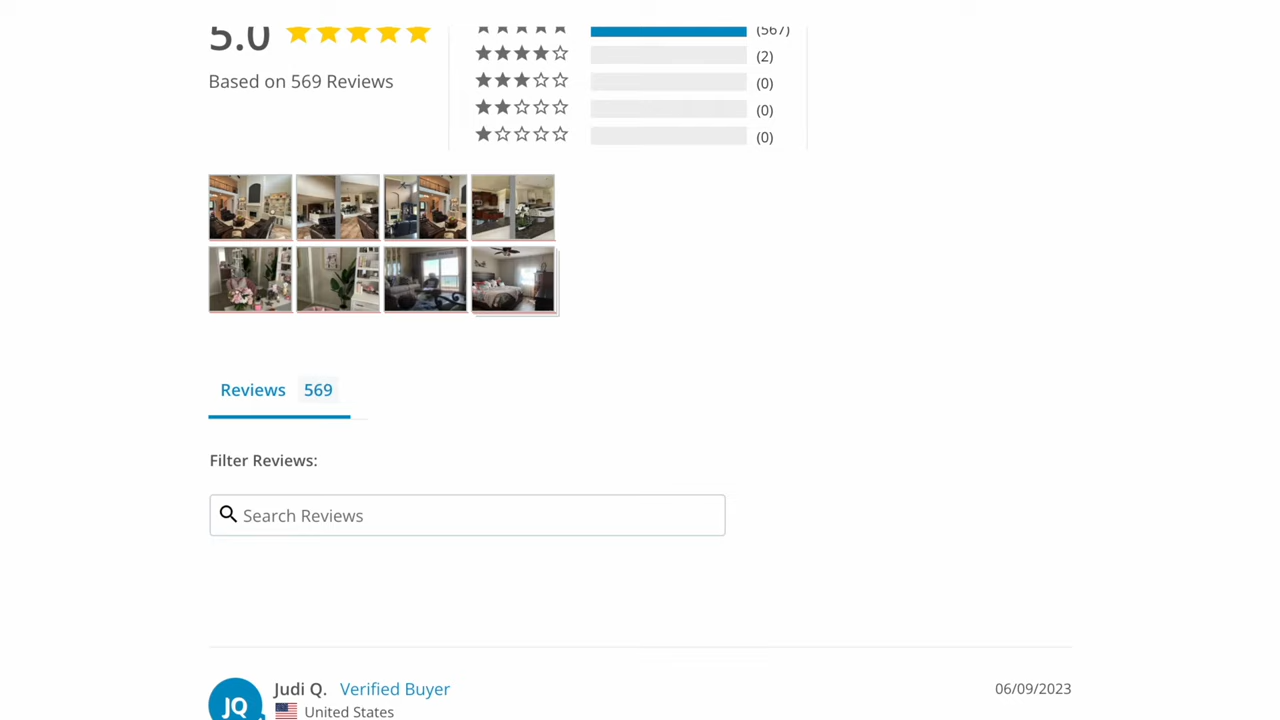 5.0
Based on 569 Reviews
(567)
(2)
(0)
(0)
(0)
Reviews 569
Filter Reviews:
Search Reviews
JQ
Judi Q. Verified Buyer
06/09/2023
United States